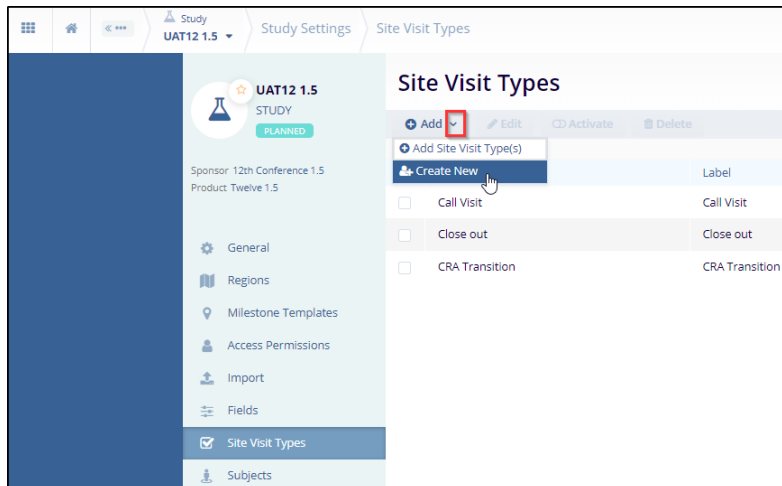 Study
UAT12 1.5
Study Settings
Site Visit Types
UAT12 1.5
STUDY
PLANNED
Sponsor 12th Conference 1.5
Product Twelve 1.5
General
Regions
Milestone Templates
Access Permissions
Import
Fields
Site Visit Types
Subjects
Site Visit Types
Add
Edit
Activate
Delete
Add Site Visit Type(s)
Create New
Label
Call Visit
Call Visit
Close out
Close out
CRA Transition
CRA Transition